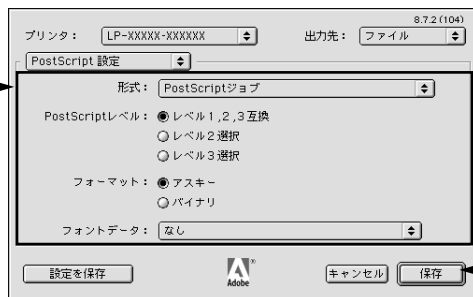 8.7.2 (104)
プリンタ： LP-XXXXX-XXXXXX 出力先： ファイル
PostScript 設定
形式： PostScriptジョブ
PostScriptレベル： レベル 1 , 2 , 3 互換
レベル 2 選択
レベル 3 選択
フォーマット： アスキー
バイナリ
フォントデータ： なし
設定を保存 Adobe ® キャンセル 保存